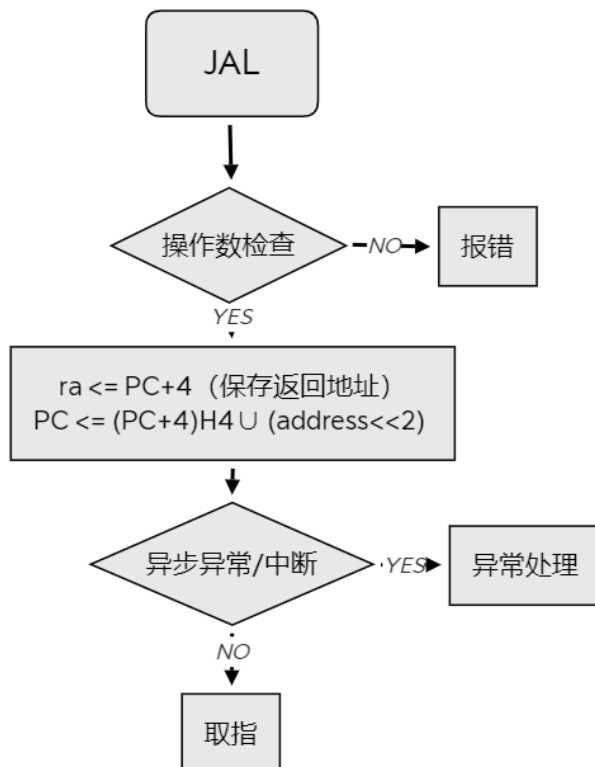 JAL
操作数检查
NO
报错
YES
ra <= PC+4（保存返回地址）
PC <= (PC+4)H4∪ (address<<2)
异步异常/中断
YES
异常处理
NO
取指